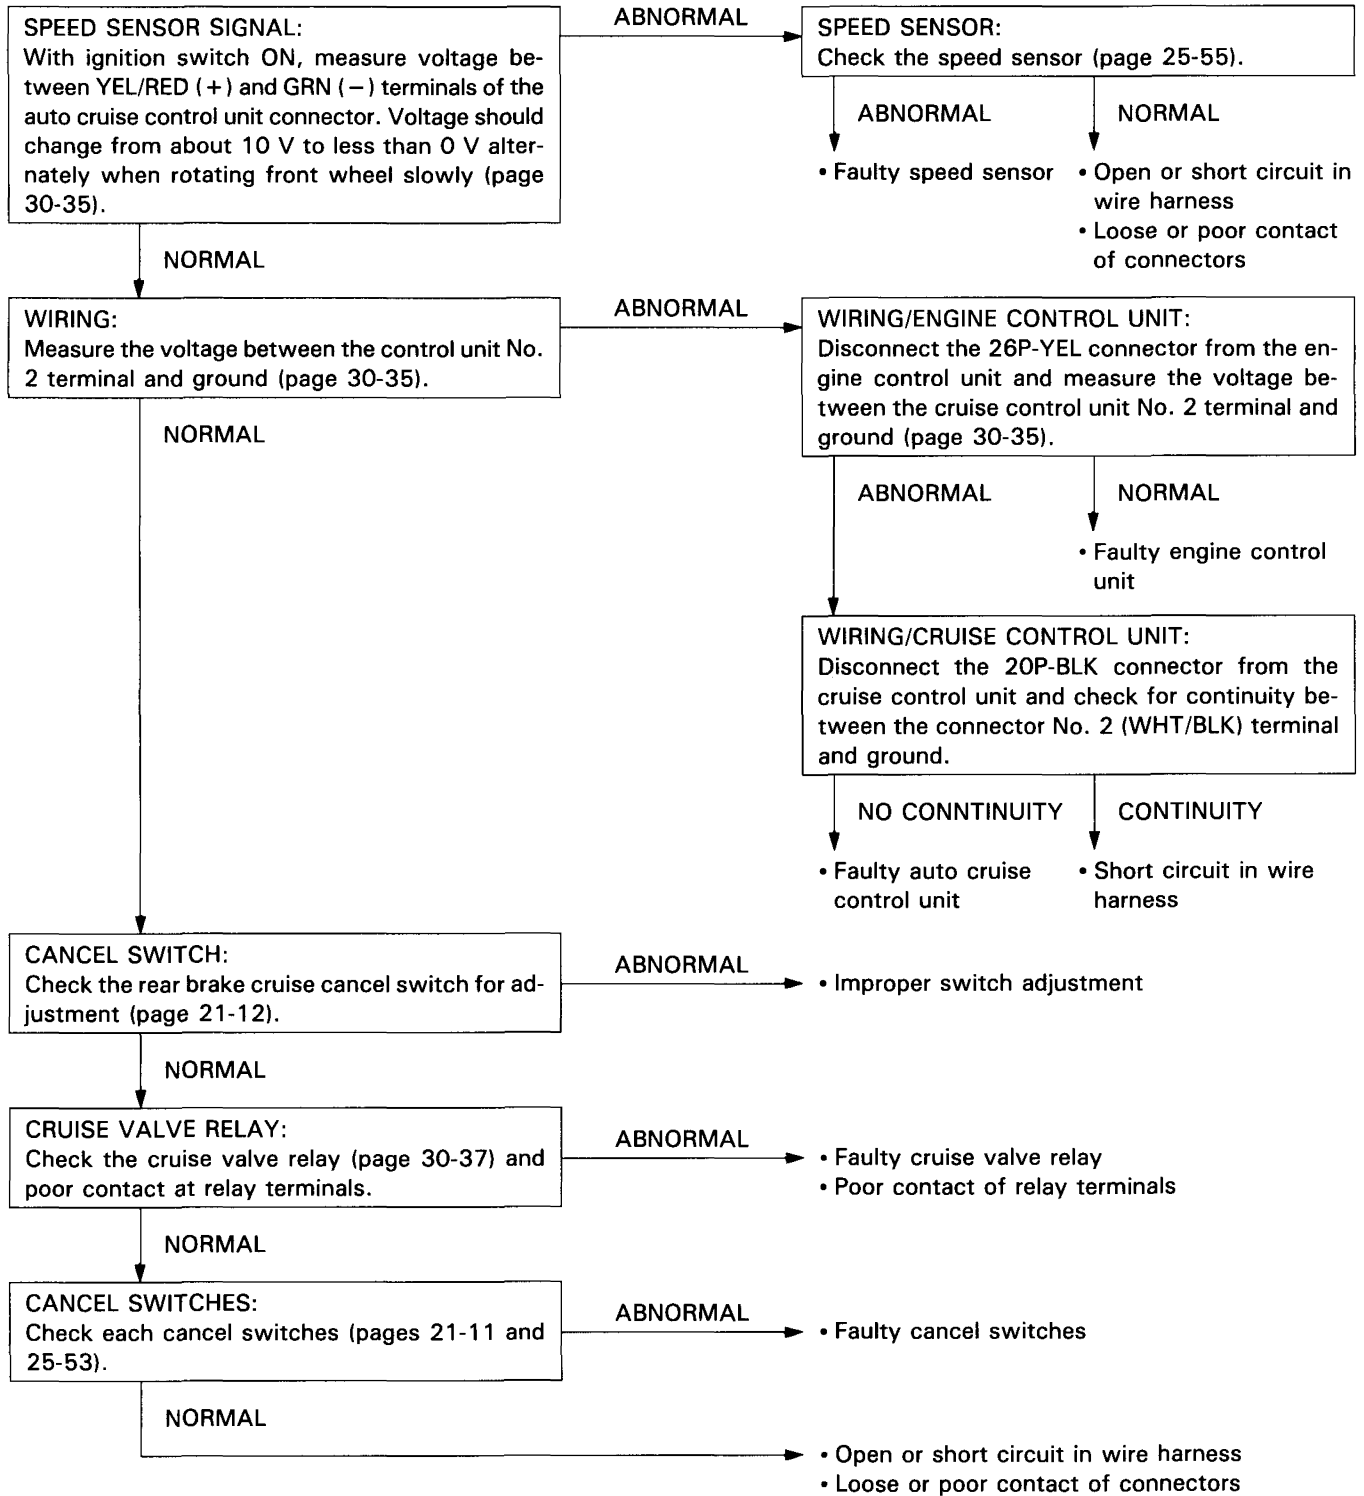 SPEED SENSOR SIGNAL:
With ignition switch ON, measure voltage be-
tween YEL/RED (+) and GRN (−) terminals of the
auto cruise control unit connector. Voltage should
change from about 10 V to less than 0 V alter-
nately when rotating front wheel slowly (page
30-35).
ABNORMAL
SPEED SENSOR:
Check the speed sensor (page 25-55).
ABNORMAL
• Faulty speed sensor
NORMAL
• Open or short circuit in
wire harness
• Loose or poor contact
of connectors
NORMAL
WIRING:
Measure the voltage between the control unit No.
2 terminal and ground (page 30-35).
ABNORMAL
WIRING/ENGINE CONTROL UNIT:
Disconnect the 26P-YEL connector from the en-
gine control unit and measure the voltage be-
tween the cruise control unit No. 2 terminal and
ground (page 30-35).
ABNORMAL
NORMAL
• Faulty engine control
unit
WIRING/CRUISE CONTROL UNIT:
Disconnect the 20P-BLK connector from the
cruise control unit and check for continuity be-
tween the connector No. 2 (WHT/BLK) terminal
and ground.
NO CONNTINUITY
• Faulty auto cruise
control unit
CONTINUITY
• Short circuit in wire
harness
NORMAL
CANCEL SWITCH:
Check the rear brake cruise cancel switch for ad-
justment (page 21-12).
ABNORMAL
• Improper switch adjustment
NORMAL
CRUISE VALVE RELAY:
Check the cruise valve relay (page 30-37) and
poor contact at relay terminals.
ABNORMAL
• Faulty cruise valve relay
• Poor contact of relay terminals
NORMAL
CANCEL SWITCHES:
Check each cancel switches (pages 21-11 and
25-53).
ABNORMAL
• Faulty cancel switches
NORMAL
• Open or short circuit in wire harness
• Loose or poor contact of connectors